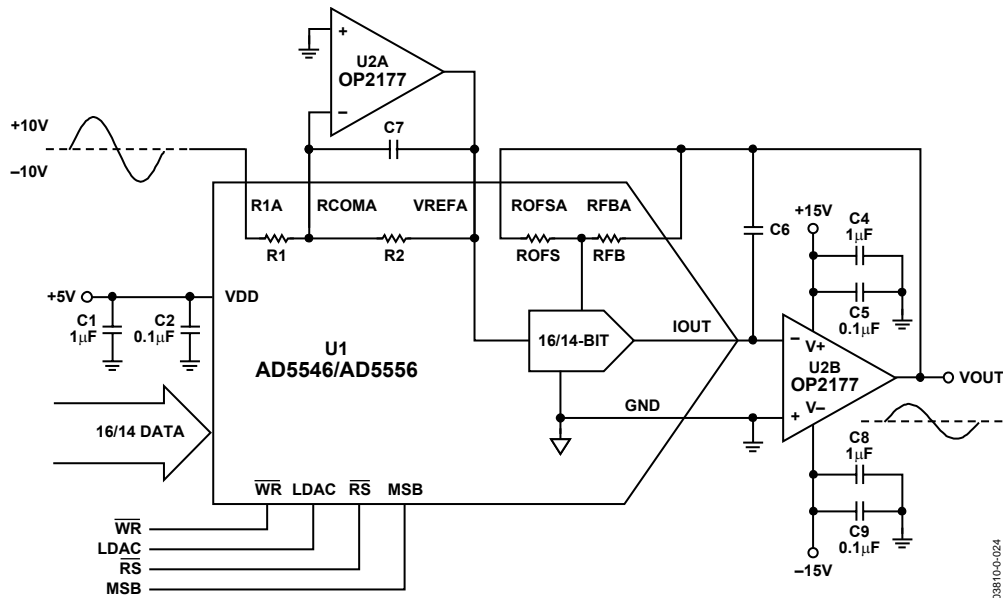 +
U2A
OP2177
–
C7
+10V
–10V
R1A
RCOMA
VREFA
ROFSA
RFBA
R1
R2
ROFS
RFB
C6
+15V
C4
1µF
C5
0.1µF
+5V
VDD
C1
1µF
C2
0.1µF
U1
AD5546/AD5556
16/14-BIT
IOUT
–
V+
U2B
OP2177
+
V–
VOUT
GND
16/14 DATA
C8
1µF
C9
0.1µF
–15V
WR LDAC RS MSB
WR
LDAC
RS
MSB
03810-0-024